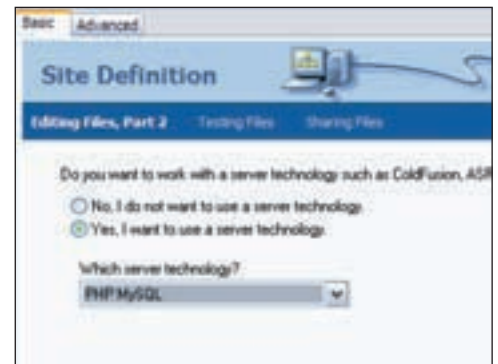 Basic Advanced
Site Definition
Editing Files, Part 2 Testing Files Sharing Files
Do you want to work with a server technology such as ColdFusion, ASP
No, I do not want to use a server technology.
Yes, I want to use a server technology.
Which server technology?
PHP MySQL